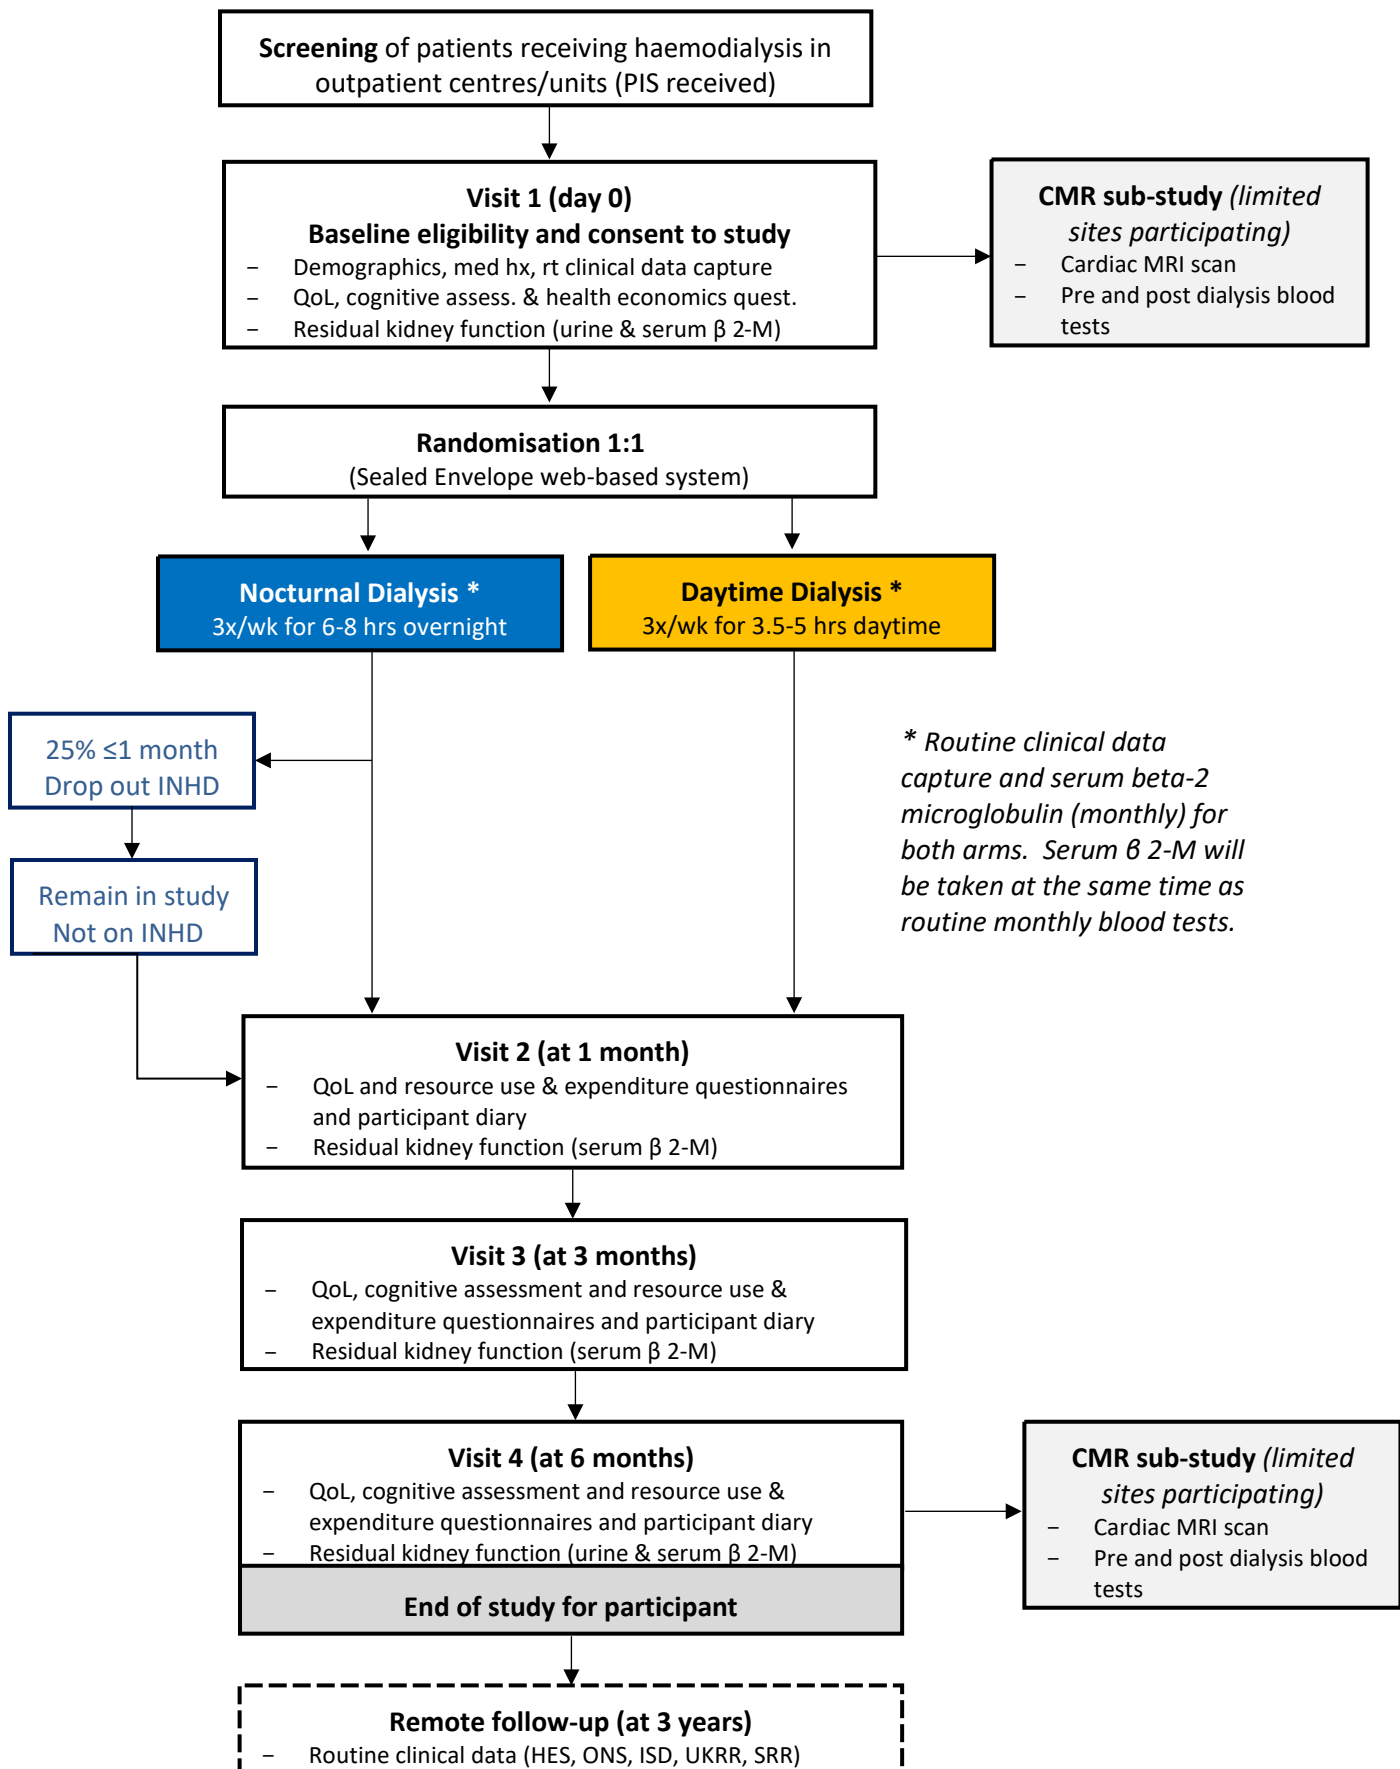 Screening of patients receiving haemodialysis in
outpatient centres/units (PIS received)
Visit 1 (day 0)
Baseline eligibility and consent to study
− Demographics, med hx, rt clinical data capture
− QoL, cognitive assess. & health economics quest.
− Residual kidney function (urine & serum β 2-M)
CMR sub-study (limited
sites participating)
− Cardiac MRI scan
− Pre and post dialysis blood
tests
Randomisation 1:1
(Sealed Envelope web-based system)
Nocturnal Dialysis *
3x/wk for 6-8 hrs overnight
Daytime Dialysis *
3x/wk for 3.5-5 hrs daytime
25% ≤1 month
Drop out INHD
Remain in study
Not on INHD
* Routine clinical data
capture and serum beta-2
microglobulin (monthly) for
both arms. Serum β 2-M will
be taken at the same time as
routine monthly blood tests.
Visit 2 (at 1 month)
− QoL and resource use & expenditure questionnaires
and participant diary
− Residual kidney function (serum β 2-M)
Visit 3 (at 3 months)
− QoL, cognitive assessment and resource use &
expenditure questionnaires and participant diary
− Residual kidney function (serum β 2-M)
Visit 4 (at 6 months)
− QoL, cognitive assessment and resource use &
expenditure questionnaires and participant diary
− Residual kidney function (urine & serum β 2-M)
End of study for participant
CMR sub-study (limited
sites participating)
− Cardiac MRI scan
− Pre and post dialysis blood
tests
Remote follow-up (at 3 years)
− Routine clinical data (HES, ONS, ISD, UKRR, SRR)